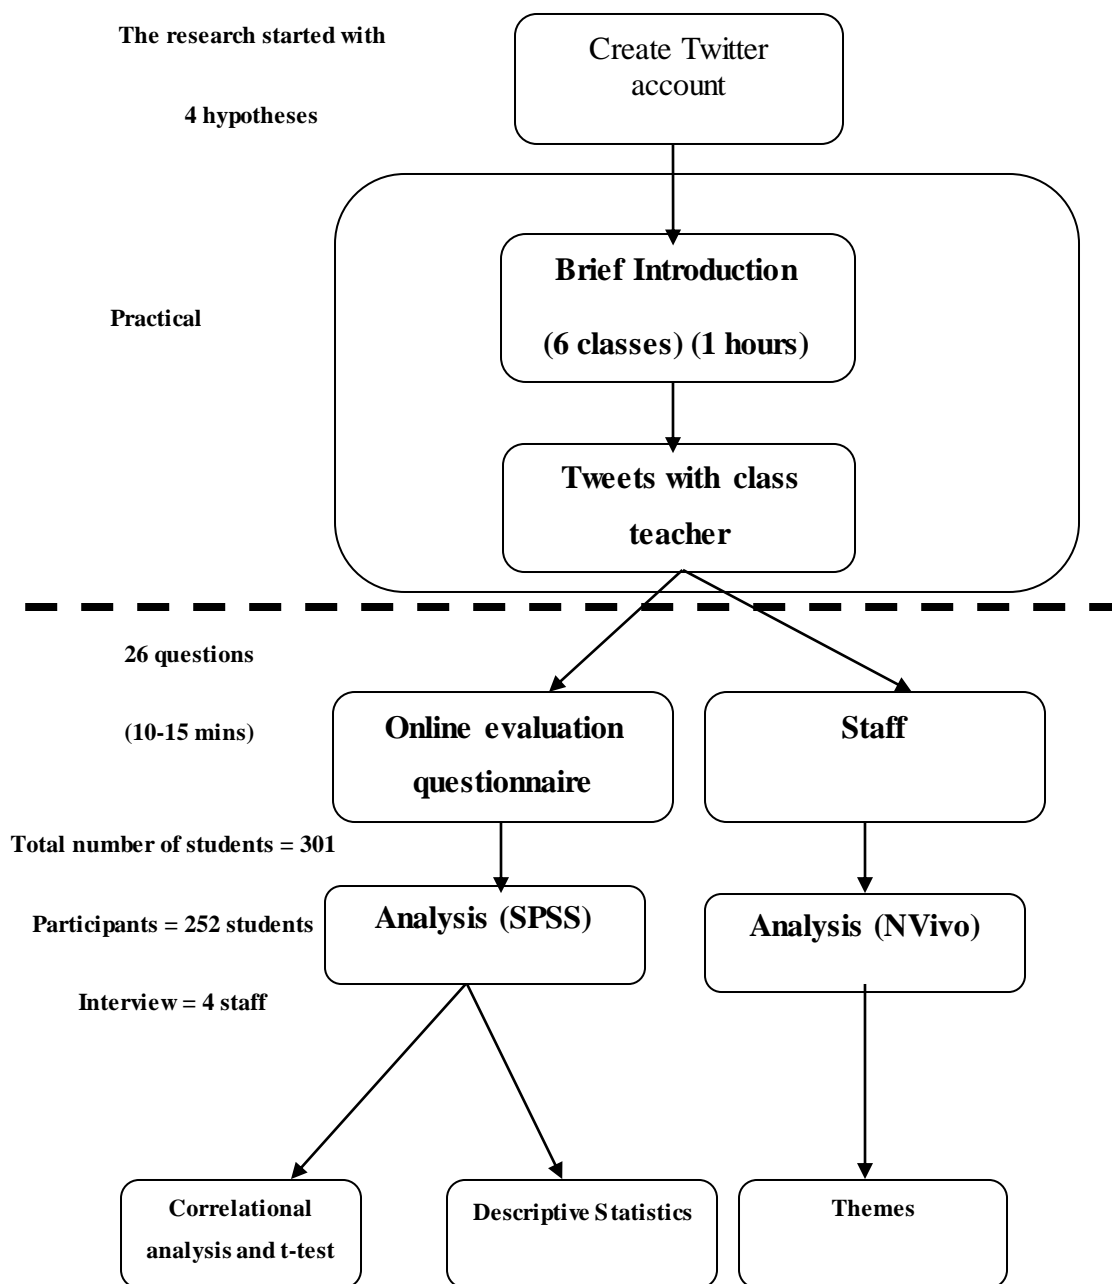 The research started with
4 hypotheses
Create Twitter
account
Brief Introduction
(6 classes) (1 hours)
Practical
Tweets with class
teacher
26 questions
(10-15 mins)
Online evaluation
questionnaire
Staff
Total number of students = 301
Participants = 252 students
Interview = 4 staff
Analysis (SPSS)
Analysis (NVivo)
Correlational
analysis and t-test
Descriptive Statistics
Themes